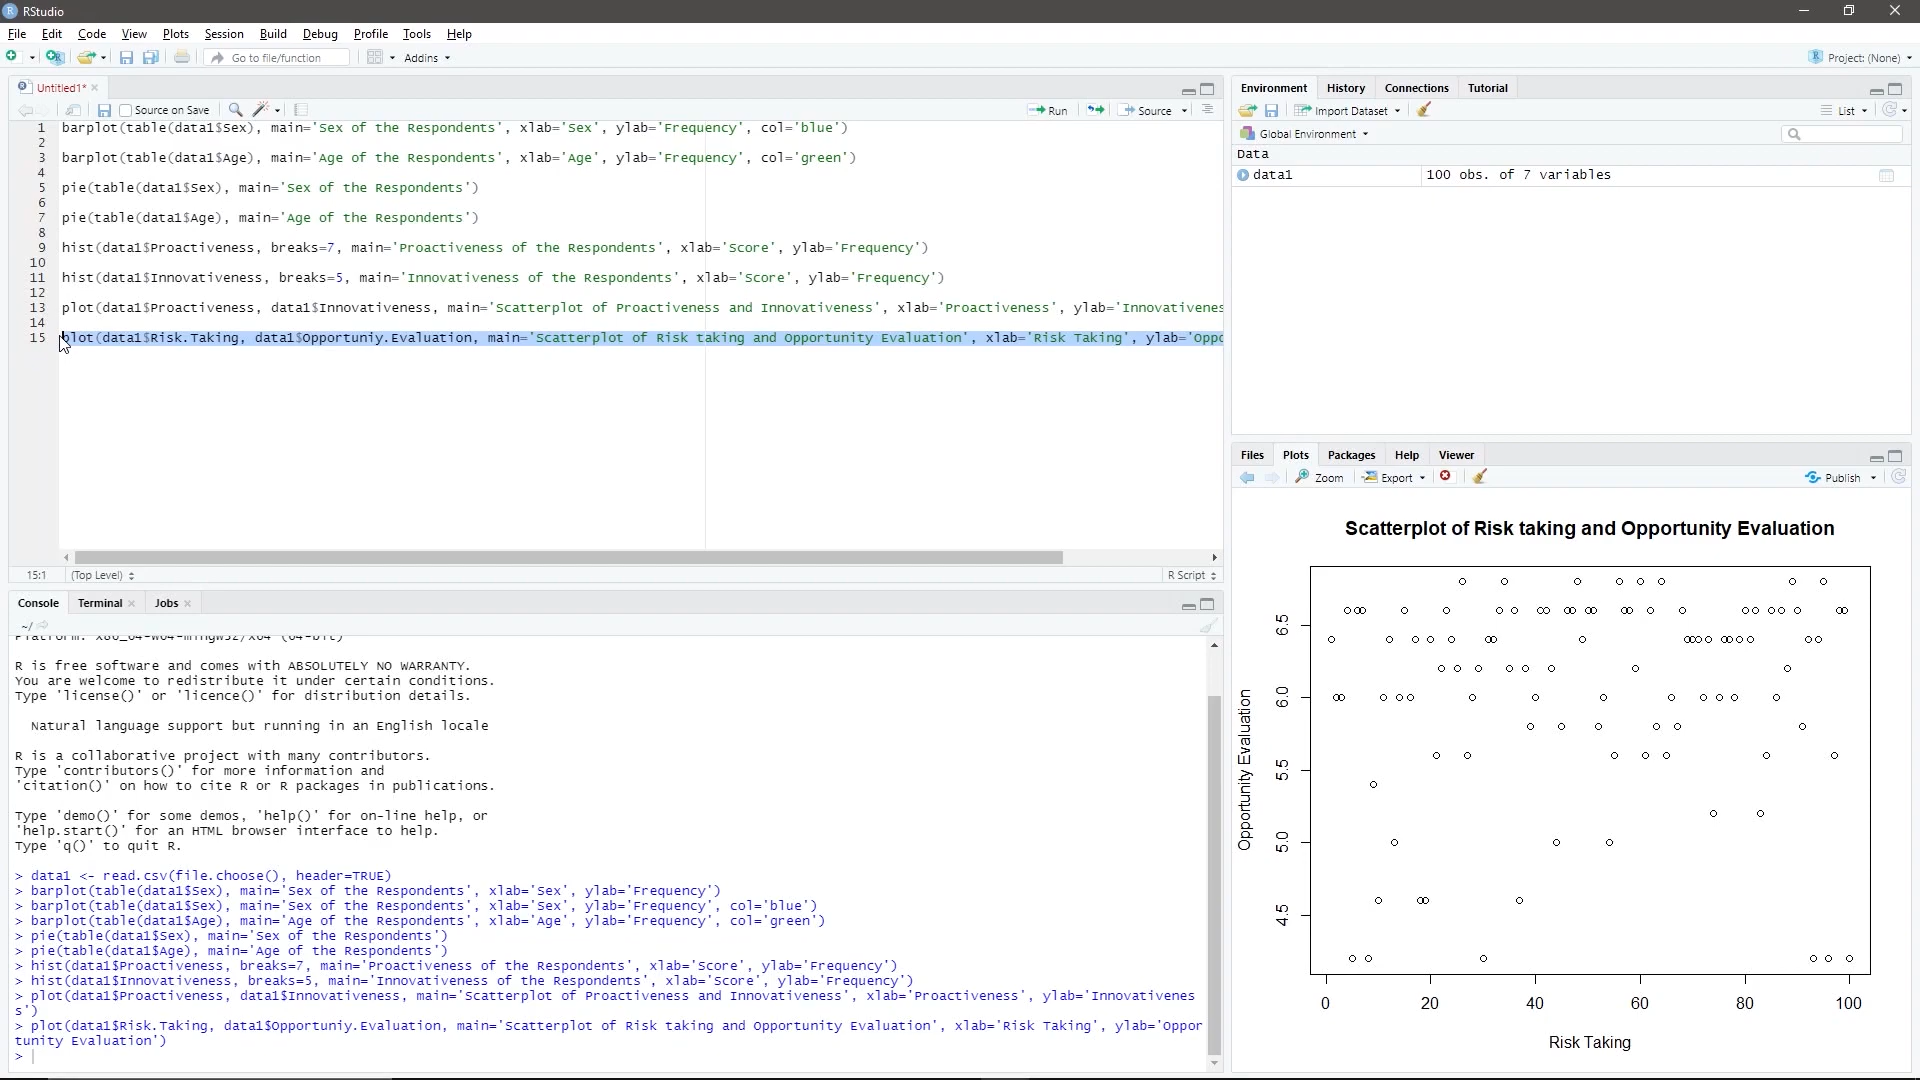 RStudio
File Edit Code View Plots Session Build Debug Profile Tools Help
Go to file/function Addins Project: (None)
Untitled1*
Source on Save Run Source
1 barplot(table(data1$Sex), main='Sex of the Respondents', xlab='Sex', ylab='Frequency', col='blue')
2
3 barplot(table(data1$Age), main='Age of the Respondents', xlab='Age', ylab='Frequency', col='green')
4
5 pie(table(data1$Sex), main='Sex of the Respondents')
6
7 pie(table(data1$Age), main='Age of the Respondents')
8
9 hist(data1$Proactiveness, breaks=7, main='Proactiveness of the Respondents', xlab='Score', ylab='Frequency')
10
11 hist(data1$Innovativeness, breaks=5, main='Innovativeness of the Respondents', xlab='Score', ylab='Frequency')
12
13 plot(data1$Proactiveness, data1$Innovativeness, main='Scatterplot of Proactiveness and Innovativeness', xlab='Proactiveness', ylab='Innovativenes
14
15 plot(data1$Risk.Taking, data1$Opportuniy.Evaluation, main='Scatterplot of Risk taking and Opportunity Evaluation', xlab='Risk Taking', ylab='Oppo
15:1 (Top Level) R Script
Console Terminal Jobs
~/
Platform: x86_64-w64-mingw32/x64 (64-bit)
R is free software and comes with ABSOLUTELY NO WARRANTY.
You are welcome to redistribute it under certain conditions.
Type 'license()' or 'licence()' for distribution details.
Natural language support but running in an English locale
R is a collaborative project with many contributors.
Type 'contributors()' for more information and
'citation()' on how to cite R or R packages in publications.
Type 'demo()' for some demos, 'help()' for on-line help, or
'help.start()' for an HTML browser interface to help.
Type 'q()' to quit R.
> data1 <- read.csv(file.choose(), header=TRUE)
> barplot(table(data1$Sex), main='Sex of the Respondents', xlab='Sex', ylab='Frequency')
> barplot(table(data1$Sex), main='Sex of the Respondents', xlab='Sex', ylab='Frequency', col='blue')
> barplot(table(data1$Age), main='Age of the Respondents', xlab='Age', ylab='Frequency', col='green')
> pie(table(data1$Sex), main='Sex of the Respondents')
> pie(table(data1$Age), main='Age of the Respondents')
> hist(data1$Proactiveness, breaks=7, main='Proactiveness of the Respondents', xlab='Score', ylab='Frequency')
> hist(data1$Innovativeness, breaks=5, main='Innovativeness of the Respondents', xlab='Score', ylab='Frequency')
> plot(data1$Proactiveness, data1$Innovativeness, main='Scatterplot of Proactiveness and Innovativeness', xlab='Proactiveness', ylab='Innovativenes
s')
> plot(data1$Risk.Taking, data1$Opportuniy.Evaluation, main='Scatterplot of Risk taking and Opportunity Evaluation', xlab='Risk Taking', ylab='Oppor
tunity Evaluation')
>
Environment History Connections Tutorial
Import Dataset List
Global Environment
Data
data1 100 obs. of 7 variables
Files Plots Packages Help Viewer
Zoom Export Publish
Scatterplot of Risk taking and Opportunity Evaluation
Opportunity Evaluation
6.5
6.0
5.5
5.0
4.5
0 20 40 60 80 100
Risk Taking